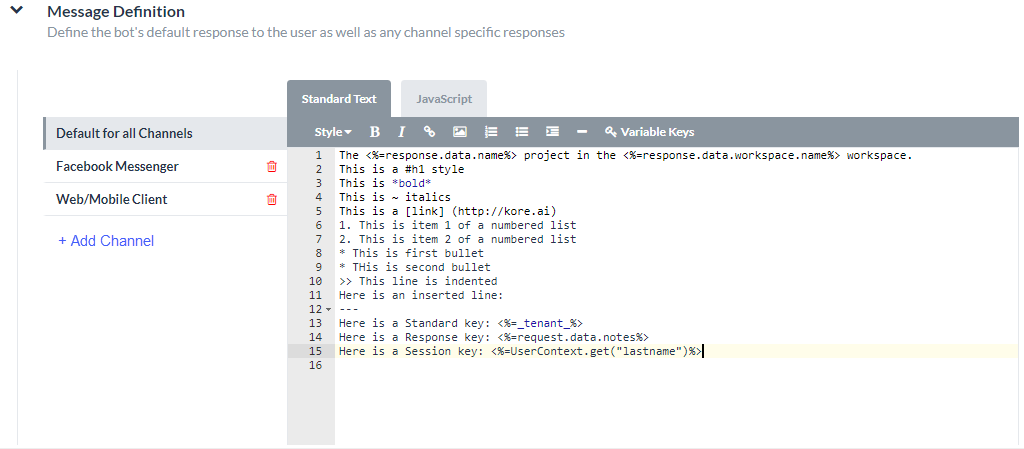 Message Definition
Define the bot's default response to the user as well as any channel specific responses
Standard Text
JavaScript
Default for all Channels
Facebook Messenger
Web/Mobile Client
+ Add Channel
Style B I Variable Keys
1 The <%=response.data.name%> project in the <%=response.data.workspace.name%> workspace.
2 This is a #h1 style
3 This is *bold*
4 This is ~ italics
5 This is a [link] (http://kore.ai)
6 1. This is item 1 of a numbered list
7 2. This is item 2 of a numbered list
8 * This is first bullet
9 * THis is second bullet
10 >> This line is indented
11 Here is an inserted line:
12 ---
13 Here is a Standard key: <%=_tenant_%>
14 Here is a Response key: <%=request.data.notes%>
15 Here is a Session key: <%=UserContext.get("lastname")%>
16